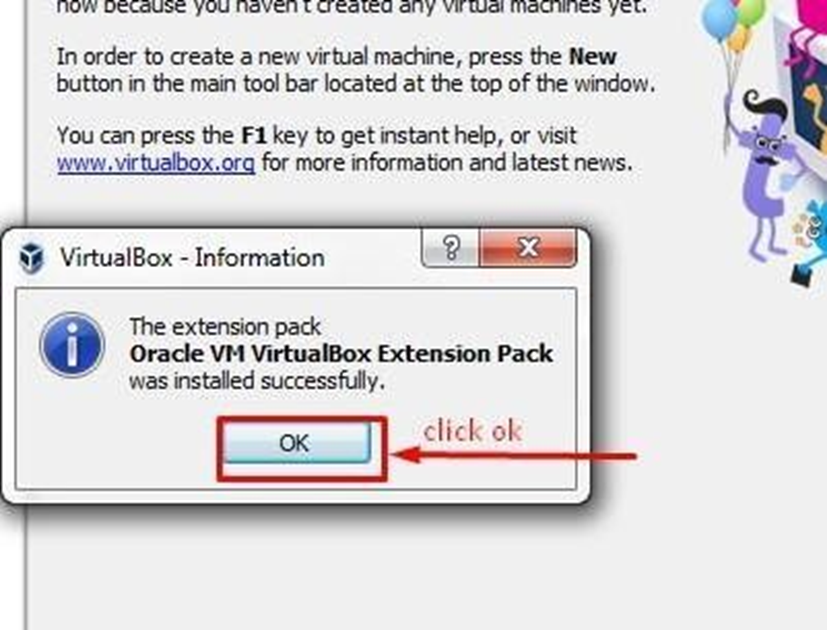 now because you haven't created any virtual machines yet.
In order to create a new virtual machine, press the New
button in the main tool bar located at the top of the window.
You can press the F1 key to get instant help, or visit
www.virtualbox.org for more information and latest news.
VirtualBox - Information
?
The extension pack
Oracle VM VirtualBox Extension Pack
was installed successfully.
OK
click ok